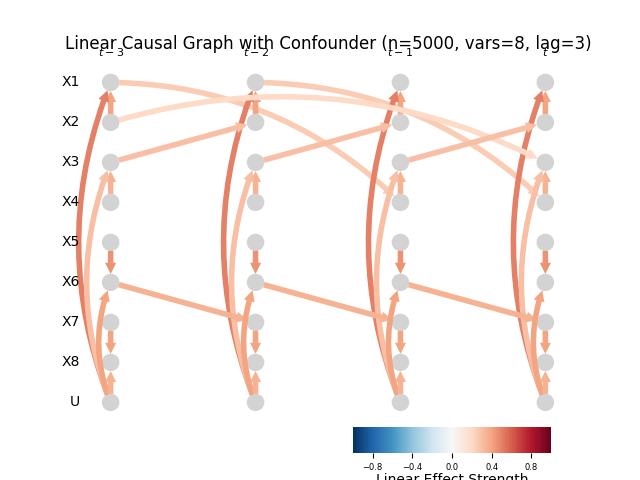 Linear Causal Graph with Confounder (n=5000, vars=8, lag=3)
t − 3 t − 2 t − 1 t
X1
X2
X3
X4
X5
X6
X7
X8
U
−0.8 −0.4 0.0 0.4 0.8
Linear Effect Strength